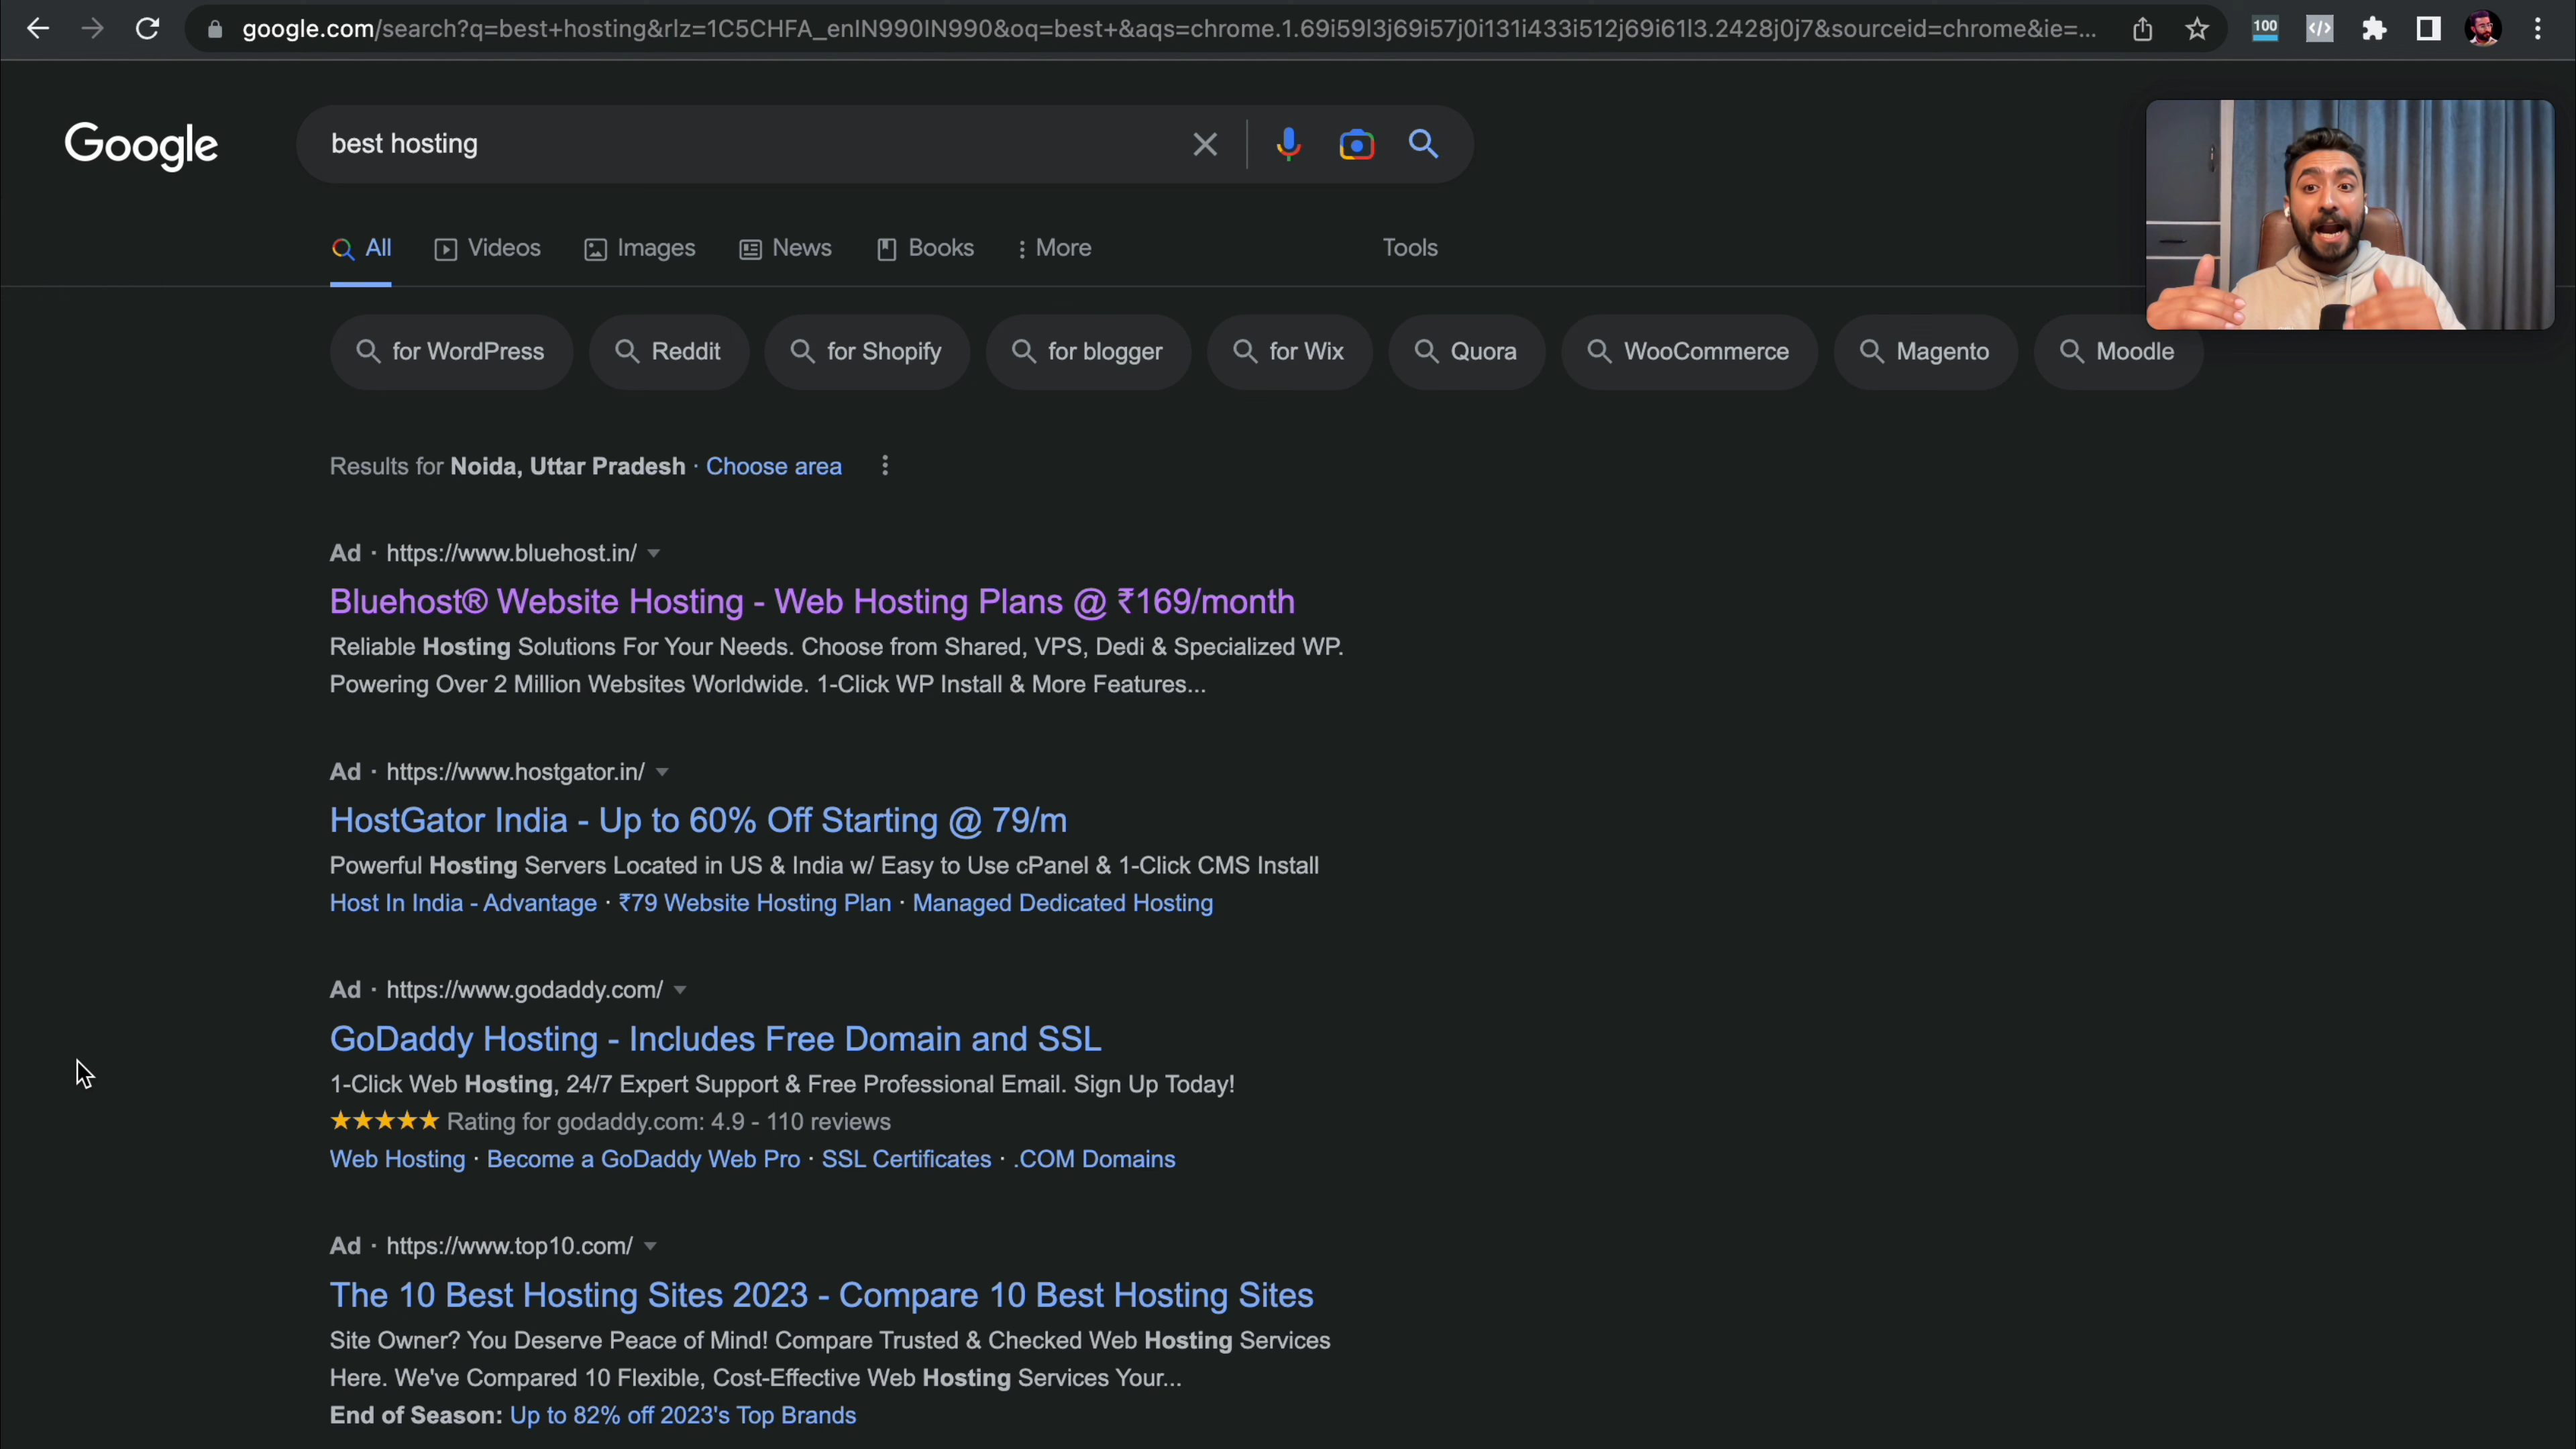 google.com/search?q=best+hosting&rlz=1C5CHFA_enIN990IN990&oq=best+&aqs=chrome.1.69i59l3j69i57j0i131i433i512j69i61l3.2428j0j7&sourceid=chrome&ie=...
100
Google
best hosting
All Videos Images News Books More Tools
for WordPress Reddit for Shopify for blogger for Wix Quora WooCommerce Magento Moodle
Results for Noida, Uttar Pradesh · Choose area
Ad · https://www.bluehost.in/
Bluehost® Website Hosting - Web Hosting Plans @ ₹169/month
Reliable Hosting Solutions For Your Needs. Choose from Shared, VPS, Dedi & Specialized WP.
Powering Over 2 Million Websites Worldwide. 1-Click WP Install & More Features...
Ad · https://www.hostgator.in/
HostGator India - Up to 60% Off Starting @ 79/m
Powerful Hosting Servers Located in US & India w/ Easy to Use cPanel & 1-Click CMS Install
Host In India - Advantage · ₹79 Website Hosting Plan · Managed Dedicated Hosting
Ad · https://www.godaddy.com/
GoDaddy Hosting - Includes Free Domain and SSL
1-Click Web Hosting, 24/7 Expert Support & Free Professional Email. Sign Up Today!
★★★★★ Rating for godaddy.com: 4.9 - 110 reviews
Web Hosting · Become a GoDaddy Web Pro · SSL Certificates · .COM Domains
Ad · https://www.top10.com/
The 10 Best Hosting Sites 2023 - Compare 10 Best Hosting Sites
Site Owner? You Deserve Peace of Mind! Compare Trusted & Checked Web Hosting Services
Here. We've Compared 10 Flexible, Cost-Effective Web Hosting Services Your...
End of Season: Up to 82% off 2023's Top Brands